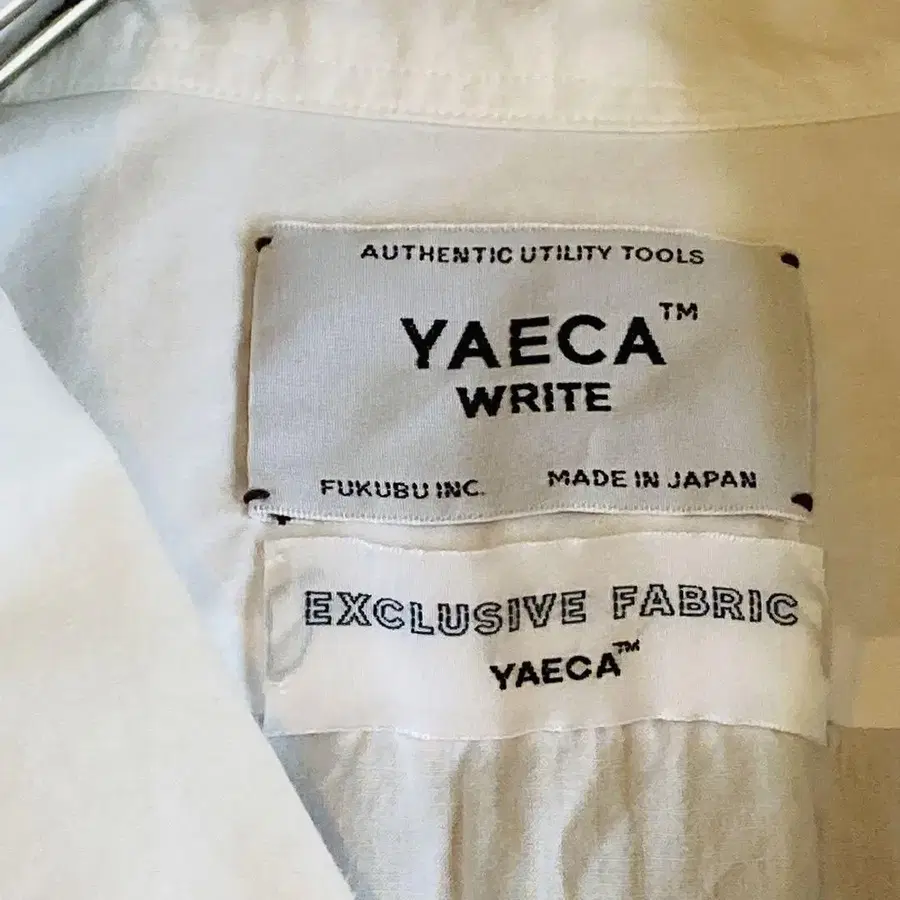 AUTHENTIC UTILITY TOOLS
YAECA™
WRITE
FUKUBU INC. MADE IN JAPAN
EXCLUSIVE FABRIC
YAECA™